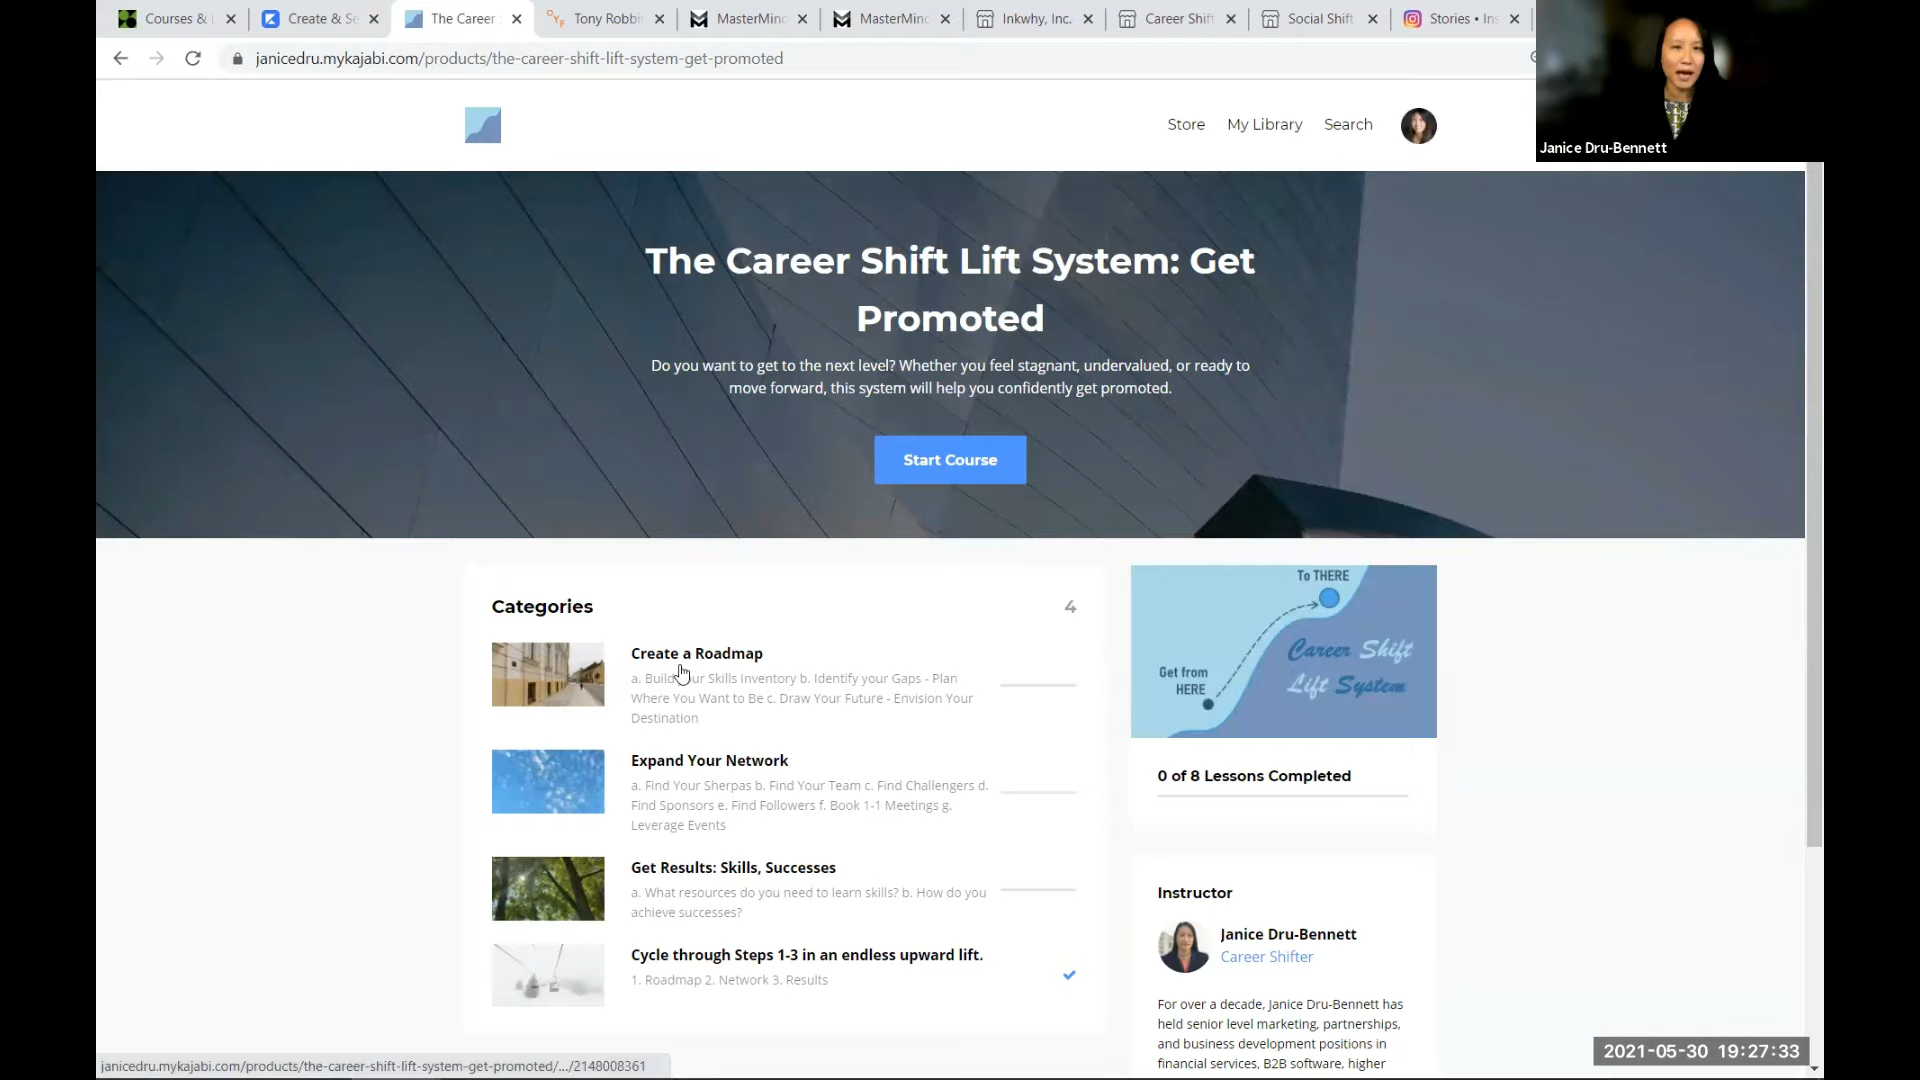 Courses & L
Create & Se
The Career
Tony Robbi
MasterMind
MasterMind
Inkwhy, Inc.
Career Shift
Social Shift
Stories • Ins
janicedru.mykajabi.com/products/the-career-shift-lift-system-get-promoted
Janice Dru-Bennett
Store My Library Search
The Career Shift Lift System: Get
Promoted
Do you want to get to the next level? Whether you feel stagnant, undervalued, or ready to
move forward, this system will help you confidently get promoted.
Start Course
Categories 4
Create a Roadmap
a. Build ur Skills Inventory b. Identify your Gaps - Plan
Where You Want to Be c. Draw Your Future - Envision Your
Destination
Expand Your Network
a. Find Your Sherpas b. Find Your Team c. Find Challengers d.
Find Sponsors e. Find Followers f. Book 1-1 Meetings g.
Leverage Events
Get Results: Skills, Successes
a. What resources do you need to learn skills? b. How do you
achieve successes?
Cycle through Steps 1-3 in an endless upward lift.
1. Roadmap 2. Network 3. Results
To THERE
Get from
HERE
Career Shift
Lift System
0 of 8 Lessons Completed
Instructor
Janice Dru-Bennett
Career Shifter
For over a decade, Janice Dru-Bennett has
held senior level marketing, partnerships,
and business development positions in
financial services, B2B software, higher
janicedru.mykajabi.com/products/the-career-shift-lift-system-get-promoted/.../2148008361
2021-05-30 19:27:33